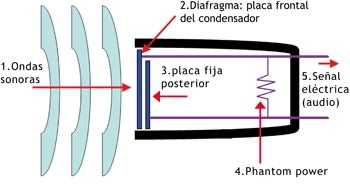 2.Diafragma: placa frontal
del condensador
1.Ondas
sonoras
3.placa fija
posterior
5.Señal
eléctrica
(audio)
4.Phantom power